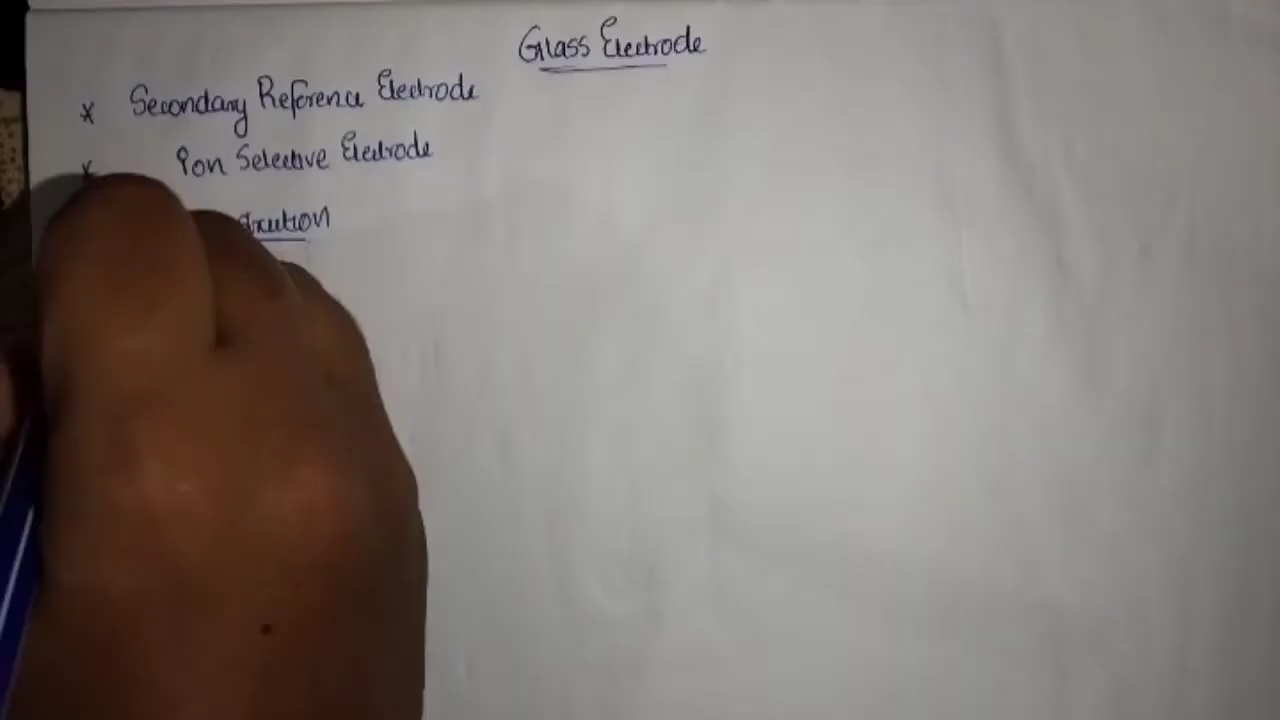 Glass Electrode
* Secondary Reference Electrode
* Ion Selective Electrode